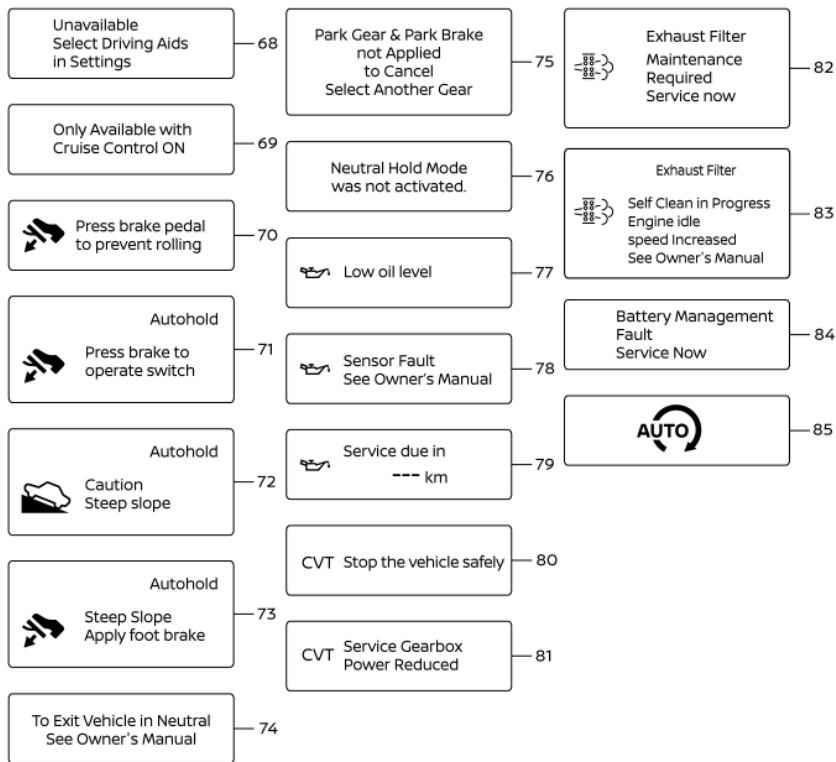 Unavailable
Select Driving Aids
in Settings
68
Only Available with
Cruise Control ON
69
Press brake pedal
to prevent rolling
70
Autohold
Press brake to
operate switch
71
Autohold
Caution
Steep slope
72
Autohold
Steep Slope
Apply foot brake
73
To Exit Vehicle in Neutral
See Owner's Manual
74
Park Gear & Park Brake
not Applied
to Cancel
Select Another Gear
75
Neutral Hold Mode
was not activated.
76
Low oil level
77
Sensor Fault
See Owner's Manual
78
Service due in
--- km
79
CVT Stop the vehicle safely
80
CVT Service Gearbox
Power Reduced
81
Exhaust Filter
Maintenance
Required
Service now
82
Exhaust Filter
Self Clean in Progress
Engine idle
speed Increased
See Owner's Manual
83
Battery Management
Fault
Service Now
84
AUTO
85